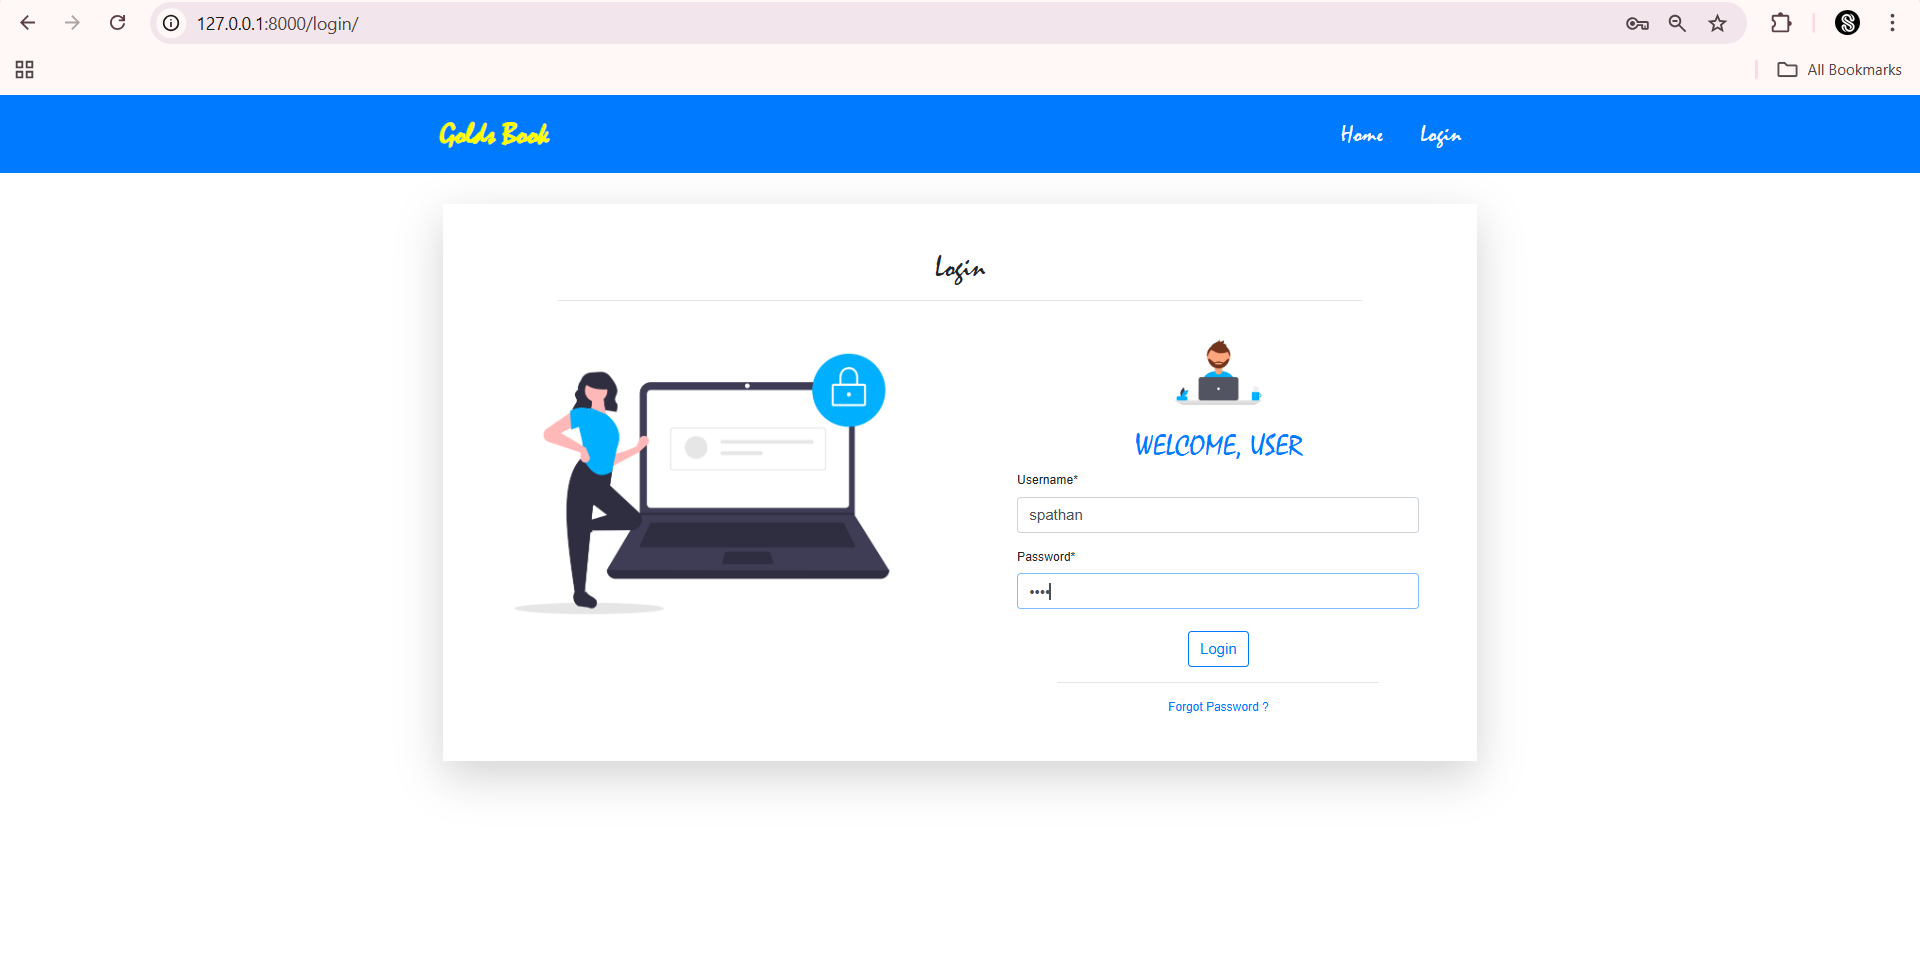 127.0.0.1:8000/login/
All Bookmarks
Golds Book
Home
Login
Login
WELCOME, USER
Username*
spathan
Password*
••••
Login
Forgot Password ?